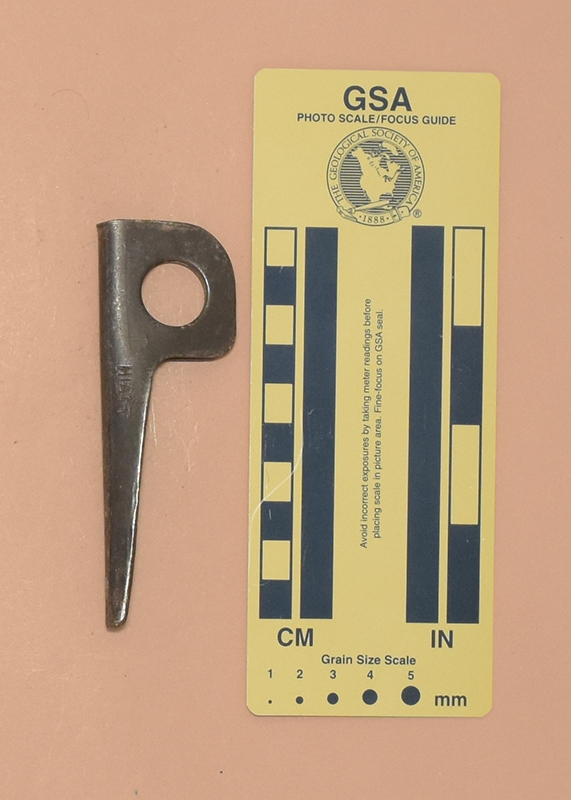 GSA
PHOTO SCALE/FOCUS GUIDE
THE GEOLOGICAL SOCIETY OF AMERICA
·1888·
®
Avoid incorrect exposures by taking meter readings before
placing scale in picture area. Fine-focus on GSA seal.
CM
IN
Grain Size Scale
1 2 3 4 5
mm